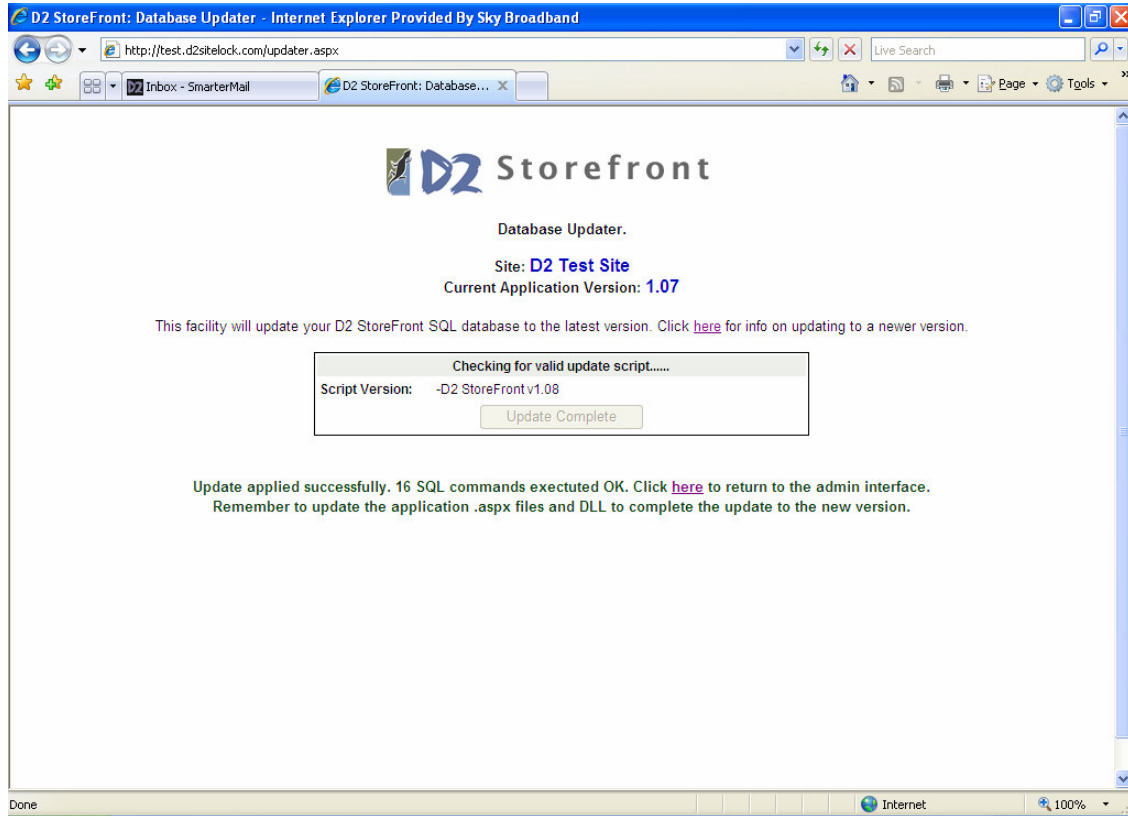 D2 StoreFront: Database Updater - Internet Explorer Provided By Sky Broadband
http://test.d2sitelock.com/updater.aspx
Live Search
Inbox - SmarterMail
D2 StoreFront: Database...
Page
Tools
D2 Storefront
Database Updater.
Site: D2 Test Site
Current Application Version: 1.07
This facility will update your D2 StoreFront SQL database to the latest version. Click here for info on updating to a newer version.
Checking for valid update script......
Script Version: -D2 StoreFront v1.08
Update Complete
Update applied successfully. 16 SQL commands exectuted OK. Click here to return to the admin interface.
Remember to update the application .aspx files and DLL to complete the update to the new version.
Done
Internet
100%